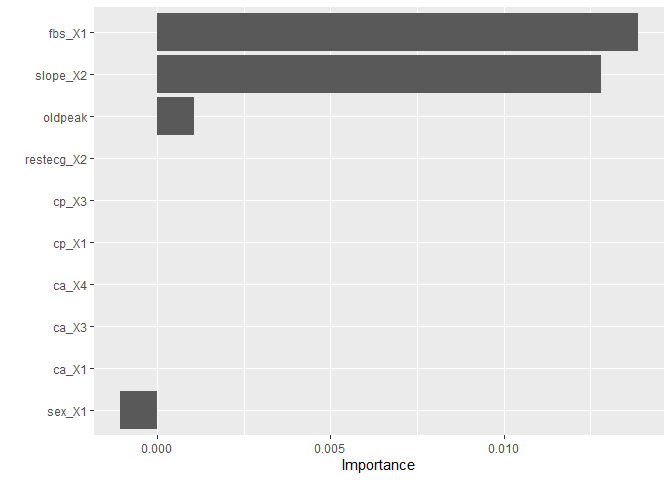 fbs_X1
slope_X2
oldpeak
restecg_X2
cp_X3
cp_X1
ca_X4
ca_X3
ca_X1
sex_X1
0.000 0.005 0.010
Importance